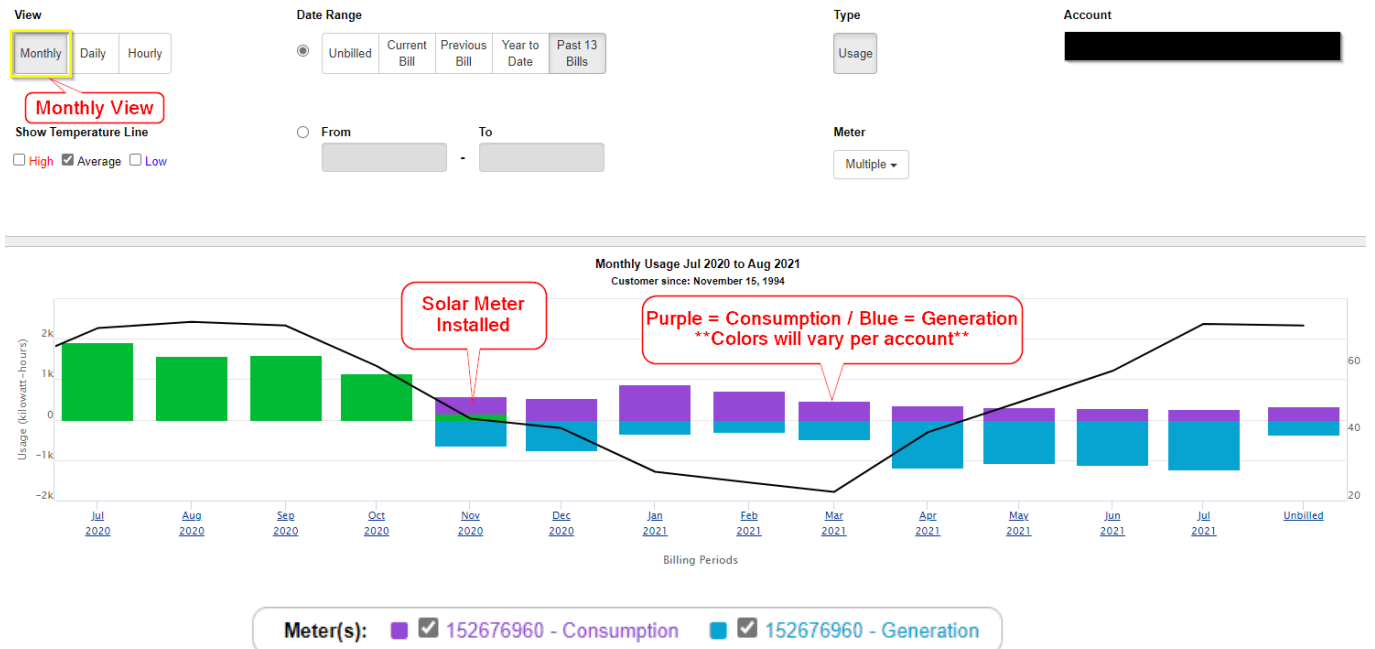 View
Date Range
Type
Account
Monthly
Daily
Hourly
Unbilled
Current Bill
Previous Bill
Year to Date
Past 13 Bills
Usage
Monthly View
Show Temperature Line
From
To
Meter
High
Average
Low
-
Multiple
Monthly Usage Jul 2020 to Aug 2021
Customer since: November 15, 1994
Solar Meter
Installed
Purple = Consumption / Blue = Generation
**Colors will vary per account**
Usage (kilowatt-hours)
2k
1k
0
-1k
-2k
60
40
20
Jul 2020
Aug 2020
Sep 2020
Oct 2020
Nov 2020
Dec 2020
Jan 2021
Feb 2021
Mar 2021
Apr 2021
May 2021
Jun 2021
Jul 2021
Unbilled
Billing Periods
Meter(s): 152676960 - Consumption 152676960 - Generation